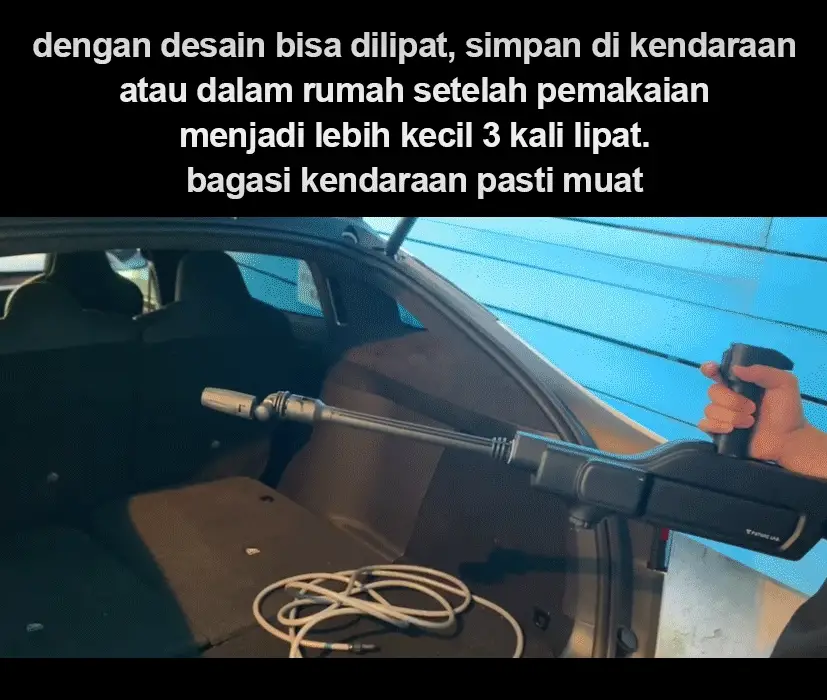 dengan desain bisa dilipat, simpan di kendaraan
atau dalam rumah setelah pemakaian
menjadi lebih kecil 3 kali lipat.
bagasi kendaraan pasti muat